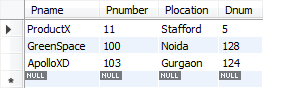 Pname Pnumber Plocation Dnum
ProductX 11 Stafford 5
GreenSpace 100 Noida 128
ApolloXD 103 Gurgaon 124
NULL NULL NULL NULL